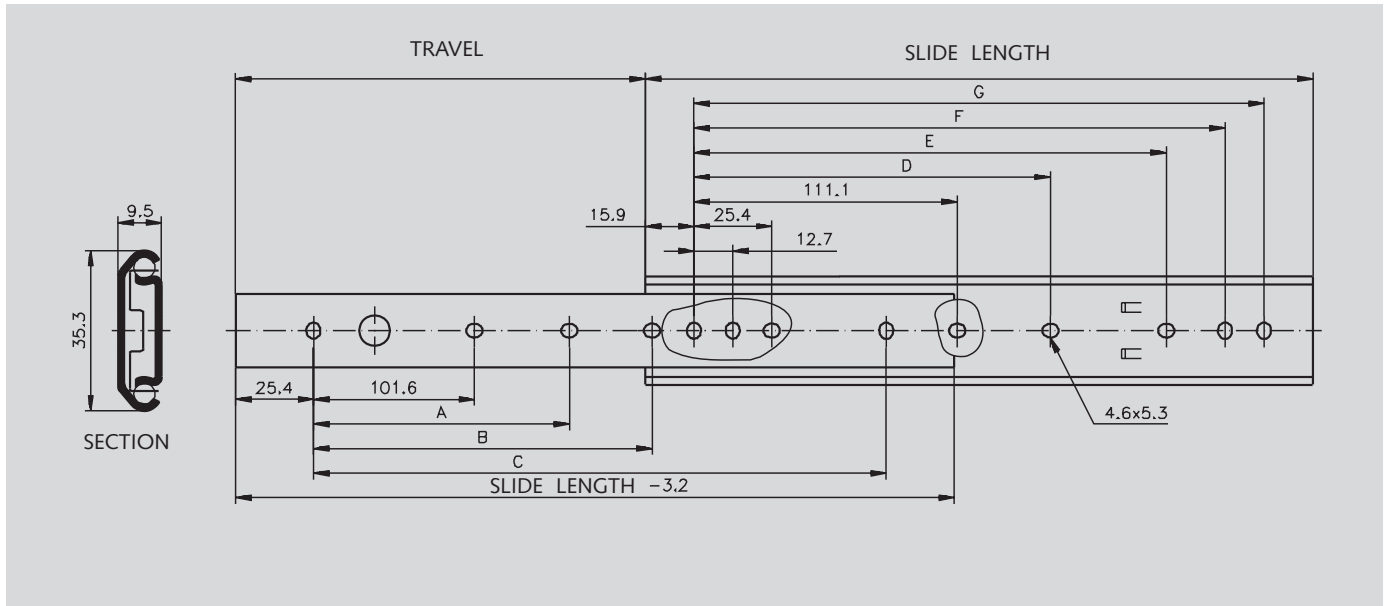 TRAVEL
SLIDE LENGTH
G
F
E
D
111.1
15.9
25.4
12.7
9.5
35.3
SECTION
25.4
101.6
A
B
C
SLIDE LENGTH -3.2
4.6x5.3